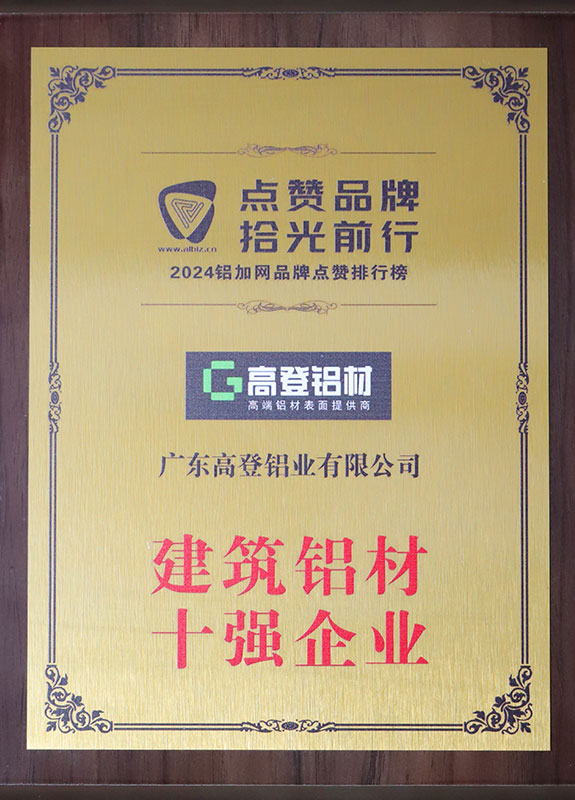 点赞品牌
拾光前行
www.albiz.cn
2024铝加网品牌点赞排行榜
G高登铝材
高端铝材表面提供商
广东高登铝业有限公司
建筑铝材
十强企业